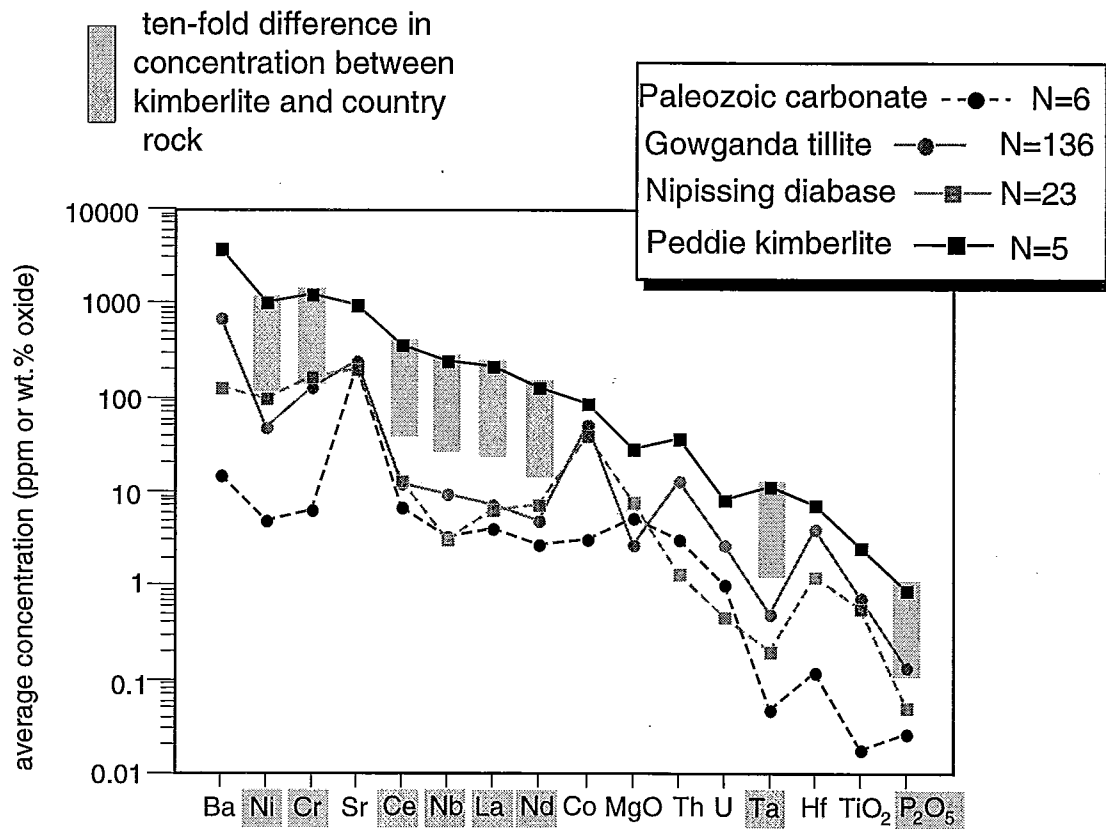 ten-fold difference in
concentration between
kimberlite and country
rock
Paleozoic carbonate N=6
Gowganda tillite N=136
Nipissing diabase N=23
Peddie kimberlite N=5
average concentration (ppm or wt.% oxide)
10000
1000
100
10
1
0.1
0.01
Ba Ni Cr Sr Ce Nb La Nd Co MgO Th U Ta Hf TiO₂ P₂O₅